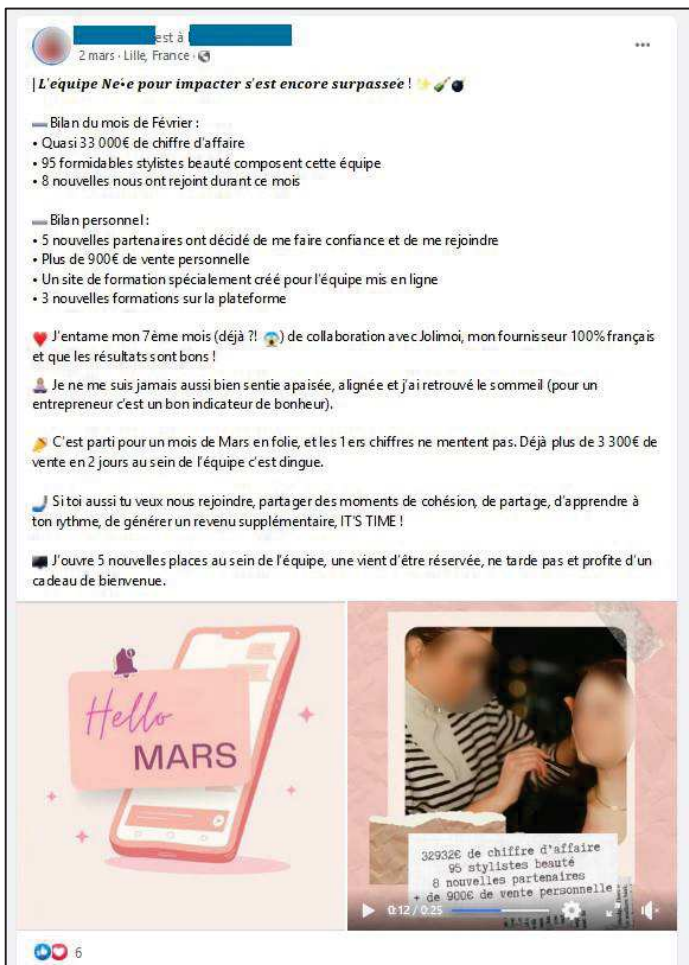 est à
2 mars · Lille, France ·
| L'équipe Né·e pour impacter s'est encore surpassée !
Bilan du mois de Février :
• Quasi 33 000€ de chiffre d'affaire
• 95 formidables stylistes beauté composent cette équipe
• 8 nouvelles nous ont rejoint durant ce mois
Bilan personnel :
• 5 nouvelles partenaires ont décidé de me faire confiance et de me rejoindre
• Plus de 900€ de vente personnelle
• Un site de formation spécialement créé pour l'équipe mis en ligne
• 3 nouvelles formations sur la plateforme
❤️ J'entame mon 7ème mois (déjà ?! 😱) de collaboration avec Jolimoi, mon fournisseur 100% français
et que les résultats sont bons !
Je ne me suis jamais aussi bien sentie apaisée, alignée et j'ai retrouvé le sommeil (pour un
entrepreneur c'est un bon indicateur de bonheur).
C'est parti pour un mois de Mars en folie, et les 1ers chiffres ne mentent pas. Déjà plus de 3 300€ de
vente en 2 jours au sein de l'équipe c'est dingue.
Si toi aussi tu veux nous rejoindre, partager des moments de cohésion, de partage, d'apprendre à
ton rythme, de générer un revenu supplémentaire, IT'S TIME !
J'ouvre 5 nouvelles places au sein de l'équipe, une vient d'être réservée, ne tarde pas et profite d'un
cadeau de bienvenue.
Hello
MARS
32932€ de chiffre d'affaire
95 stylistes beauté
8 nouvelles partenaires
+ de 900€ de vente personnelle
0:12 / 0:25
6